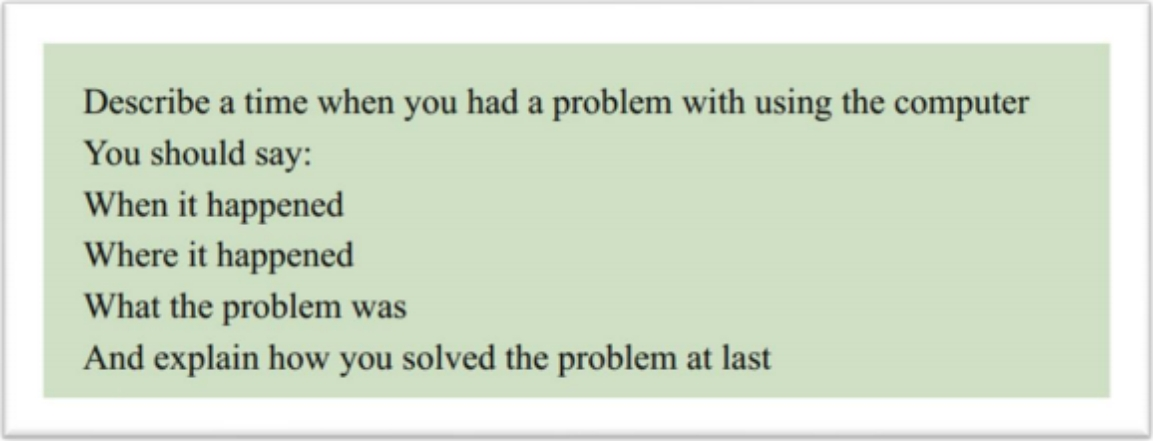 Describe a time when you had a problem with using the computer
You should say:
When it happened
Where it happened
What the problem was
And explain how you solved the problem at last